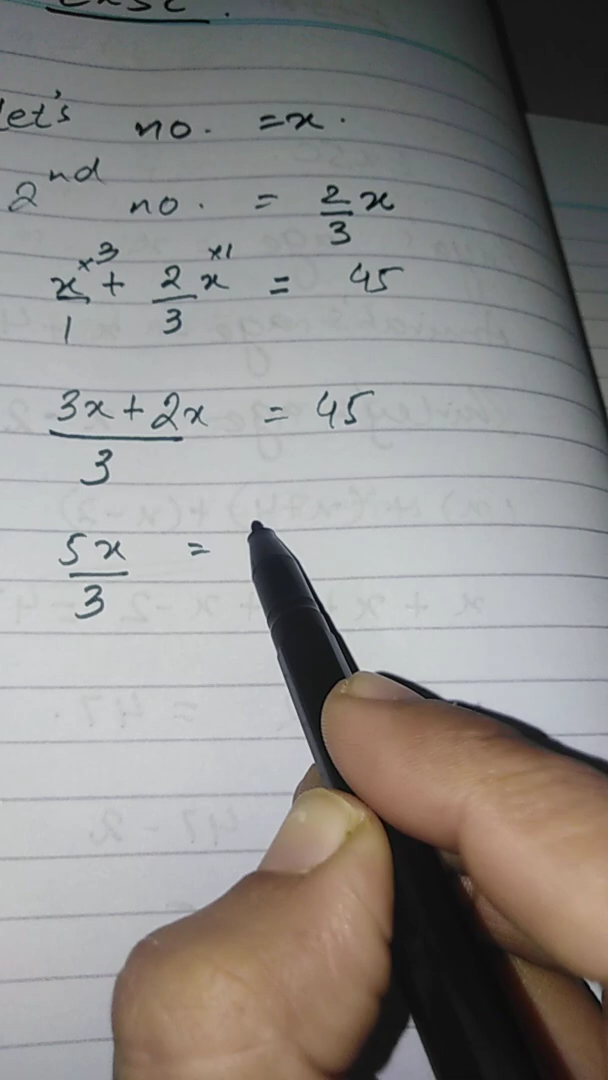 let's no. = x.
2nd no. = 2/3 x
x/1 ×3 + 2/3 x ×1 = 45
3x + 2x / 3 = 45
5x/3 =